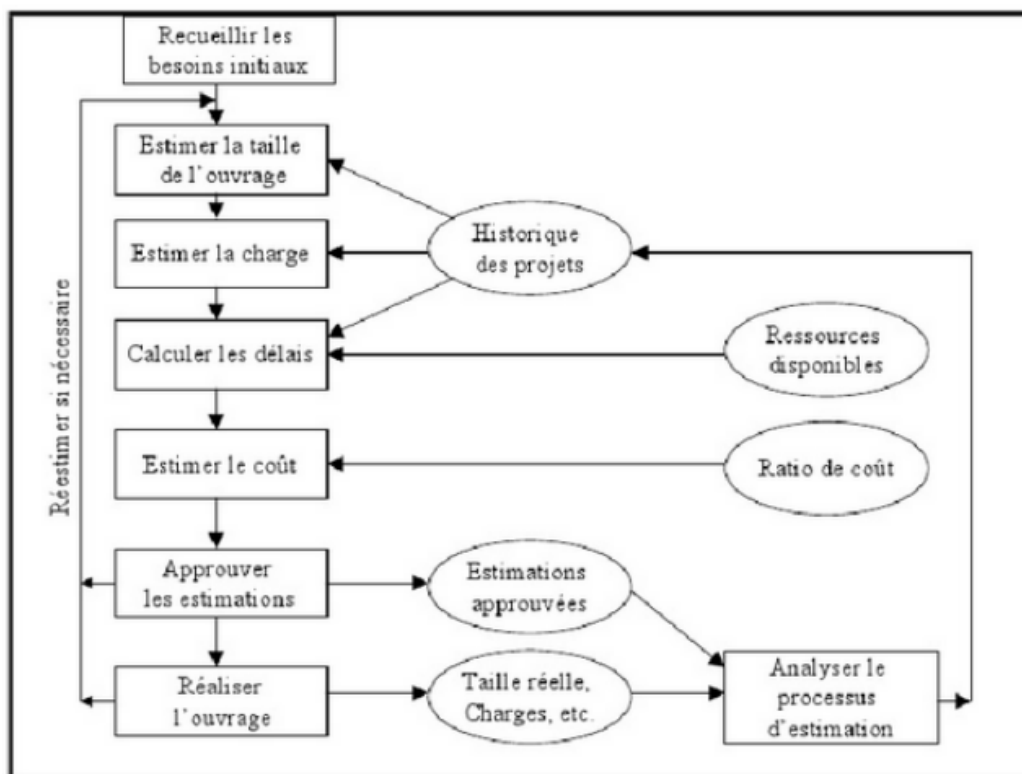 Recueillir les
besoins initiaux
Estimer la taille
de l'ouvrage
Historique
des projets
Estimer la charge
Ressources
disponibles
Calculer les délais
Réestimer si nécessaire
Estimer le coût
Ratio de coût
Approuver
les estimations
Estimations
approuvées
Réaliser
l'ouvrage
Taille réelle,
Charges, etc.
Analyser le
processus
d'estimation